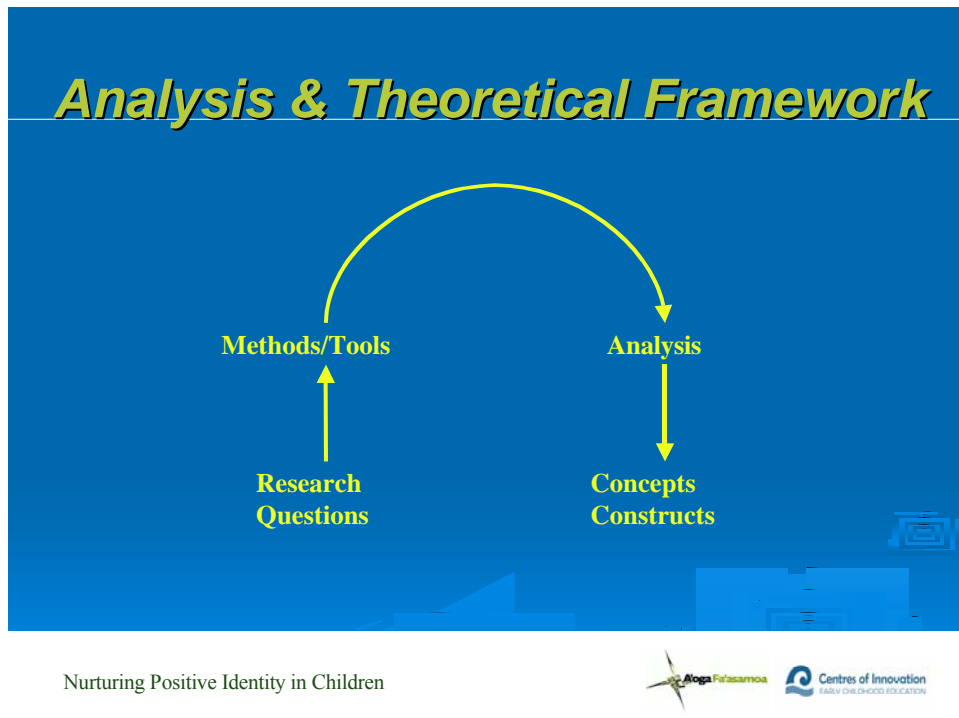 Analysis & Theoretical Framework
Methods/Tools
Analysis
Research
Questions
Concepts
Constructs
Nurturing Positive Identity in Children
A'oga Fa'asamoa
Centres of Innovation
EARLY CHILDHOOD EDUCATION